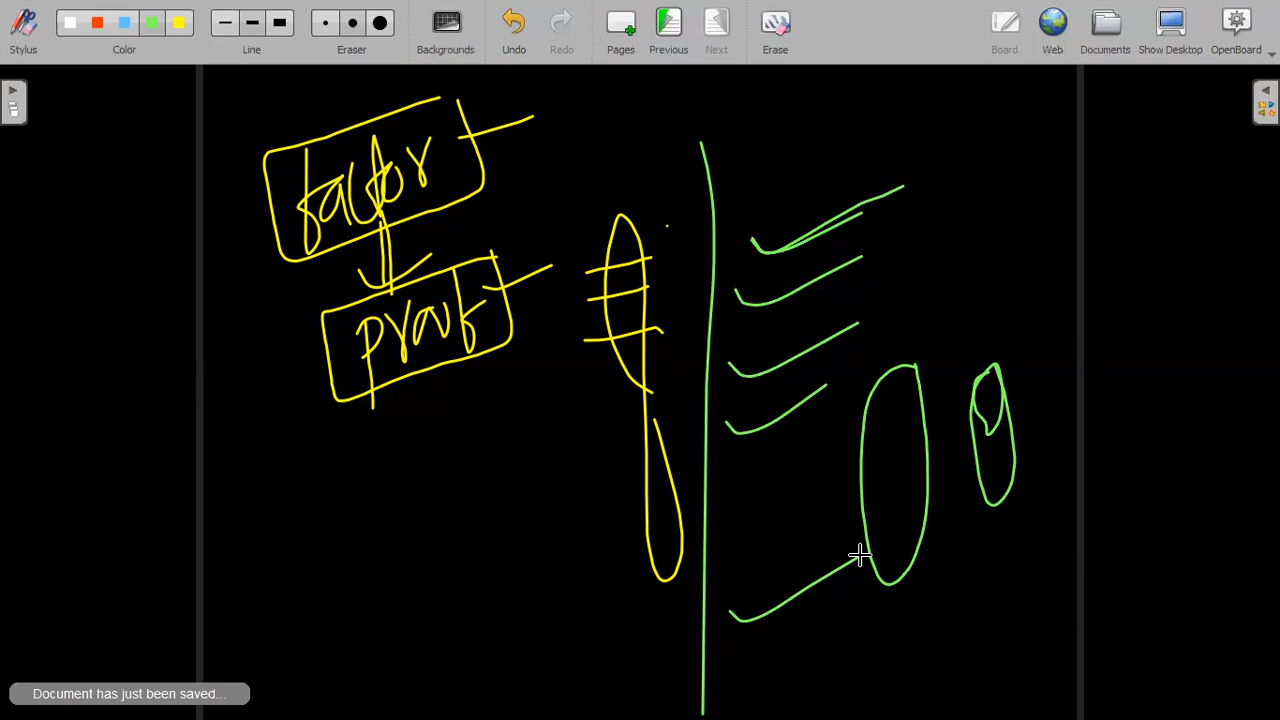 Stylus
Color
Line
Eraser
Backgrounds
Undo
Redo
Pages
Previous
Next
Erase
Board
Web
Documents
Show Desktop
OpenBoard
factor
proof
Document has just been saved...